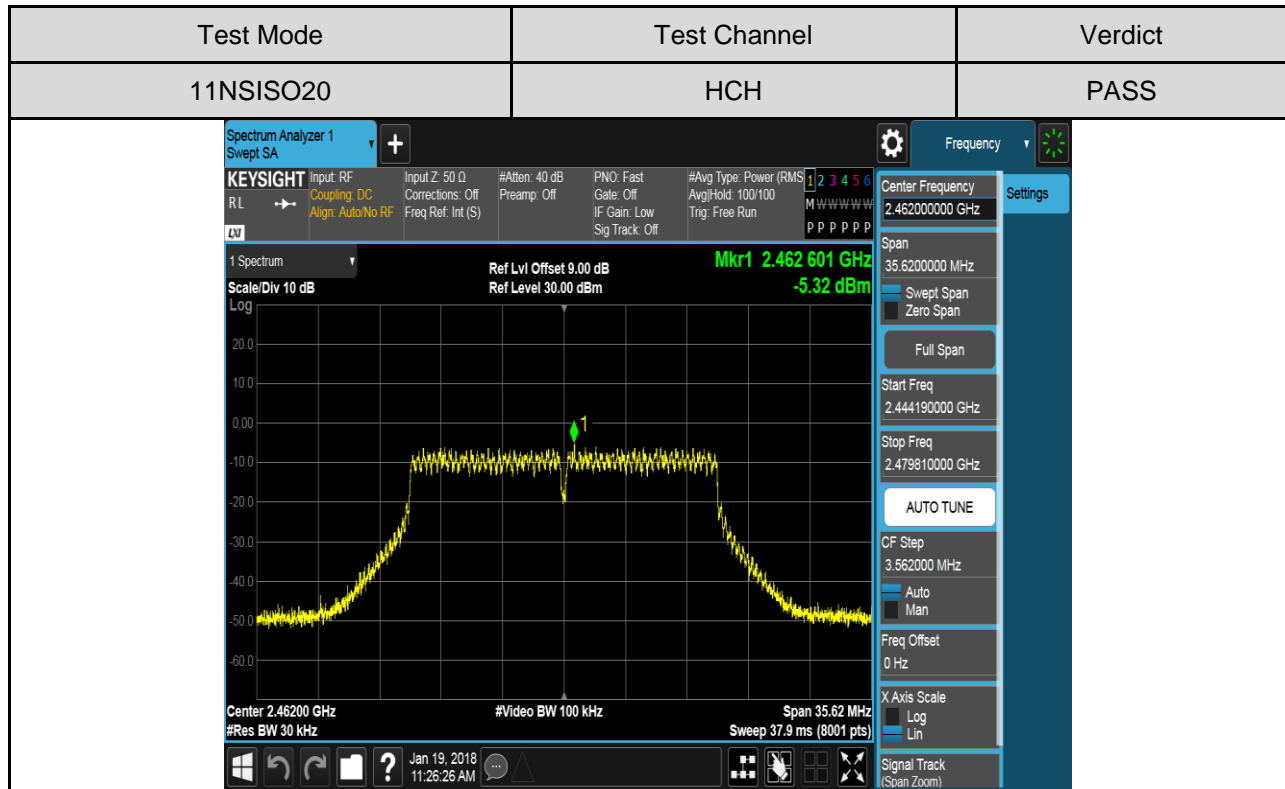 Test Mode Test Channel Verdict
11NSISO20 HCH PASS
Spectrum Analyzer 1
Swept SA
Frequency
KEYSIGHT
RL
LXI
Input: RF
Coupling: DC
Align: Auto/No RF
Input Z: 50 Ω
Corrections: Off
Freq Ref: Int (S)
#Atten: 40 dB
Preamp: Off
PNO: Fast
Gate: Off
IF Gain: Low
Sig Track: Off
#Avg Type: Power (RMS
Avg|Hold: 100/100
Trig: Free Run
1 2 3 4 5 6
M W W W W W
P P P P P P
1 Spectrum
Scale/Div 10 dB
Log
Ref Lvl Offset 9.00 dB
Ref Level 30.00 dBm
Mkr1 2.462 601 GHz
-5.32 dBm
20.0
10.0
0.00
-10.0
-20.0
-30.0
-40.0
-50.0
-60.0
1
Center 2.46200 GHz
#Res BW 30 kHz
#Video BW 100 kHz
Span 35.62 MHz
Sweep 37.9 ms (8001 pts)
Jan 19, 2018
11:26:26 AM
Center Frequency
2.462000000 GHz
Settings
Span
35.6200000 MHz
Swept Span
Zero Span
Full Span
Start Freq
2.444190000 GHz
Stop Freq
2.479810000 GHz
AUTO TUNE
CF Step
3.562000 MHz
Auto
Man
Freq Offset
0 Hz
X Axis Scale
Log
Lin
Signal Track
(Span Zoom)